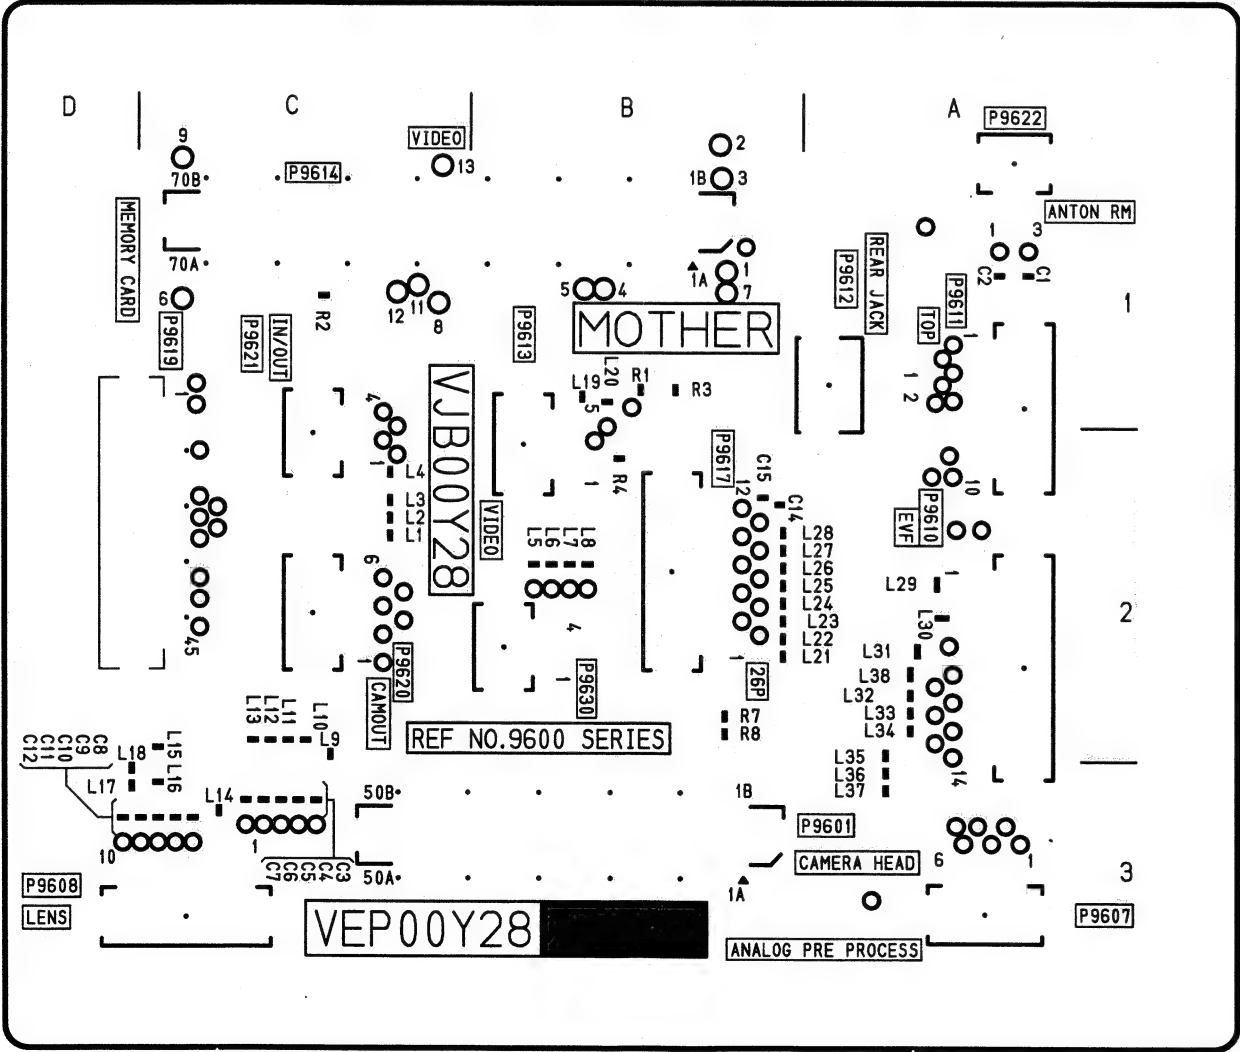 D
C
B
A
P9622
9
VIDEO
13
2
70B
P9614
1B
3
ANTON RM
MEMORY CARD
REAR JACK
P9612
1
3
70A
1A
1
C2
C1
P9611
6
12
11
8
5
4
7
TOP
1
P9619
P9621
IN/OUT
R2
P9613
MOTHER
1
1
2
1
4
VJB00Y28
L19
L20
5
R1
R3
1
L4
1
R4
P9617
C15
12
C14
10
P9610
EVF
L3
L2
L1
VIDEO
L5
L6
L7
L8
L28
L27
L26
L25
L24
L23
L22
L21
L29
1
2
6
45
4
L30
L31
1
P9620
1
P9630
1
26P
L38
L32
L33
L34
CAMOUT
L13
L12
L11
L10
L9
REF NO.9600 SERIES
R7
R8
C12
C11
C10
C9
C8
L18
L15
L35
L36
L37
14
L17
L16
L14
50B
1B
P9601
10
1
6
1
C7
C6
C5
C4
C3
50A
1A
CAMERA HEAD
3
P9608
LENS
P9607
VEP00Y28
ANALOG PRE PROCESS